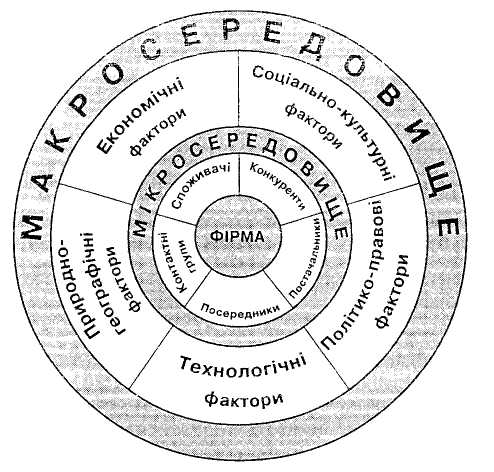 МАКРОСЕРЕДОВИЩЕ
Економічні
фактори
Соціально-культурні
фактори
Політико-правові
фактори
Технологічні
фактори
Природно-
географічні
фактори
МІКРОСЕРЕДОВИЩЕ
Споживачі
Конкуренти
Постачальники
Посередники
Контактні
групи
ФІРМА